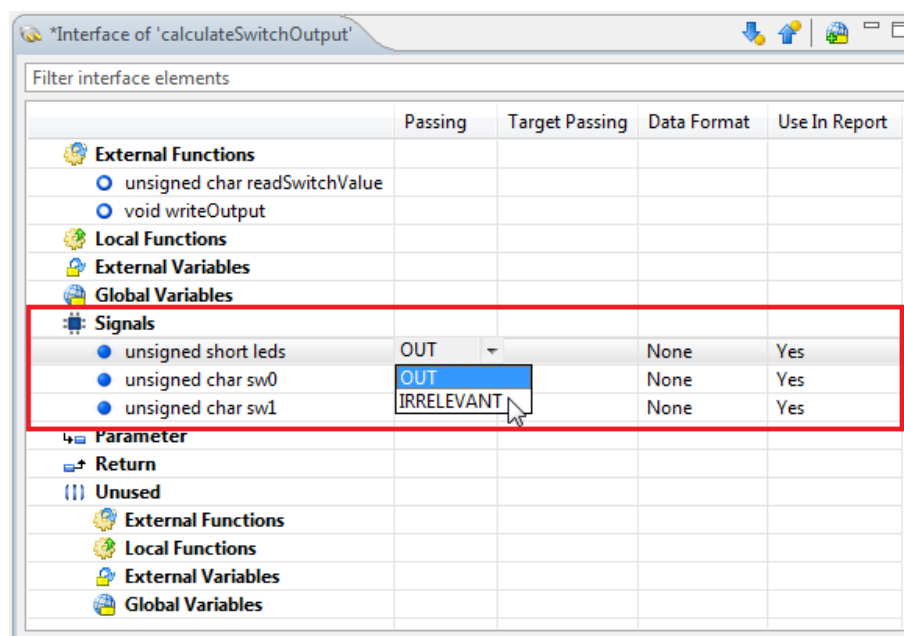 *Interface of 'calculateSwitchOutput'
Filter interface elements
Passing Target Passing Data Format Use In Report
External Functions
unsigned char readSwitchValue
void writeOutput
Local Functions
External Variables
Global Variables
Signals
unsigned short leds OUT None Yes
unsigned char sw0 OUT None Yes
unsigned char sw1 IRRELEVANT None Yes
Parameter
Return
Unused
External Functions
Local Functions
External Variables
Global Variables